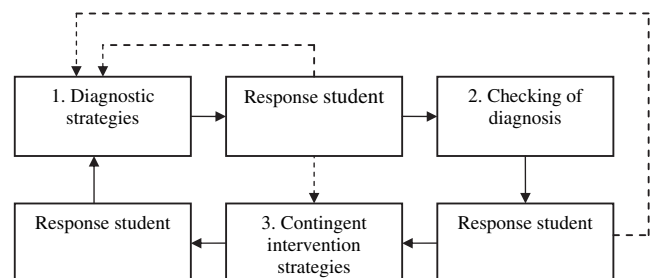 1. Diagnostic
strategies
Response student
2. Checking of
diagnosis
Response student
3. Contingent
intervention
strategies
Response student